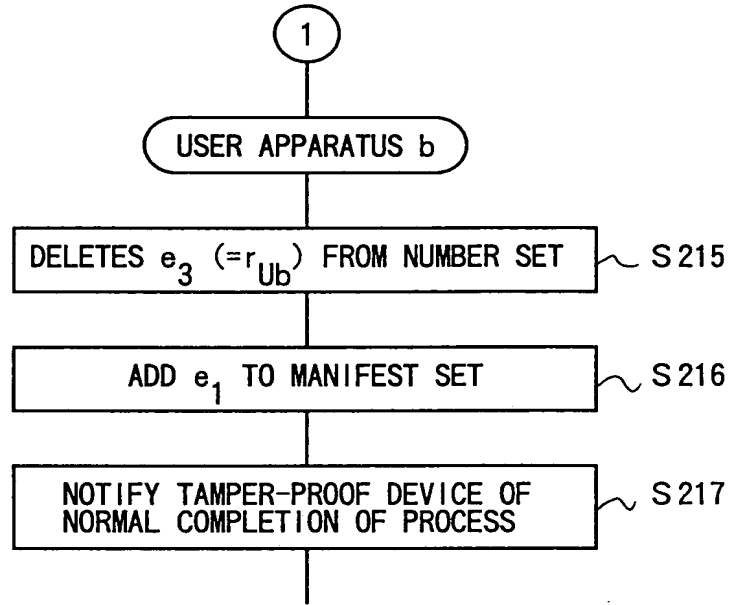 1
USER APPARATUS b
DELETES e3 (=rUb) FROM NUMBER SET
S215
ADD e1 TO MANIFEST SET
S216
NOTIFY TAMPER-PROOF DEVICE OF
NORMAL COMPLETION OF PROCESS
S217